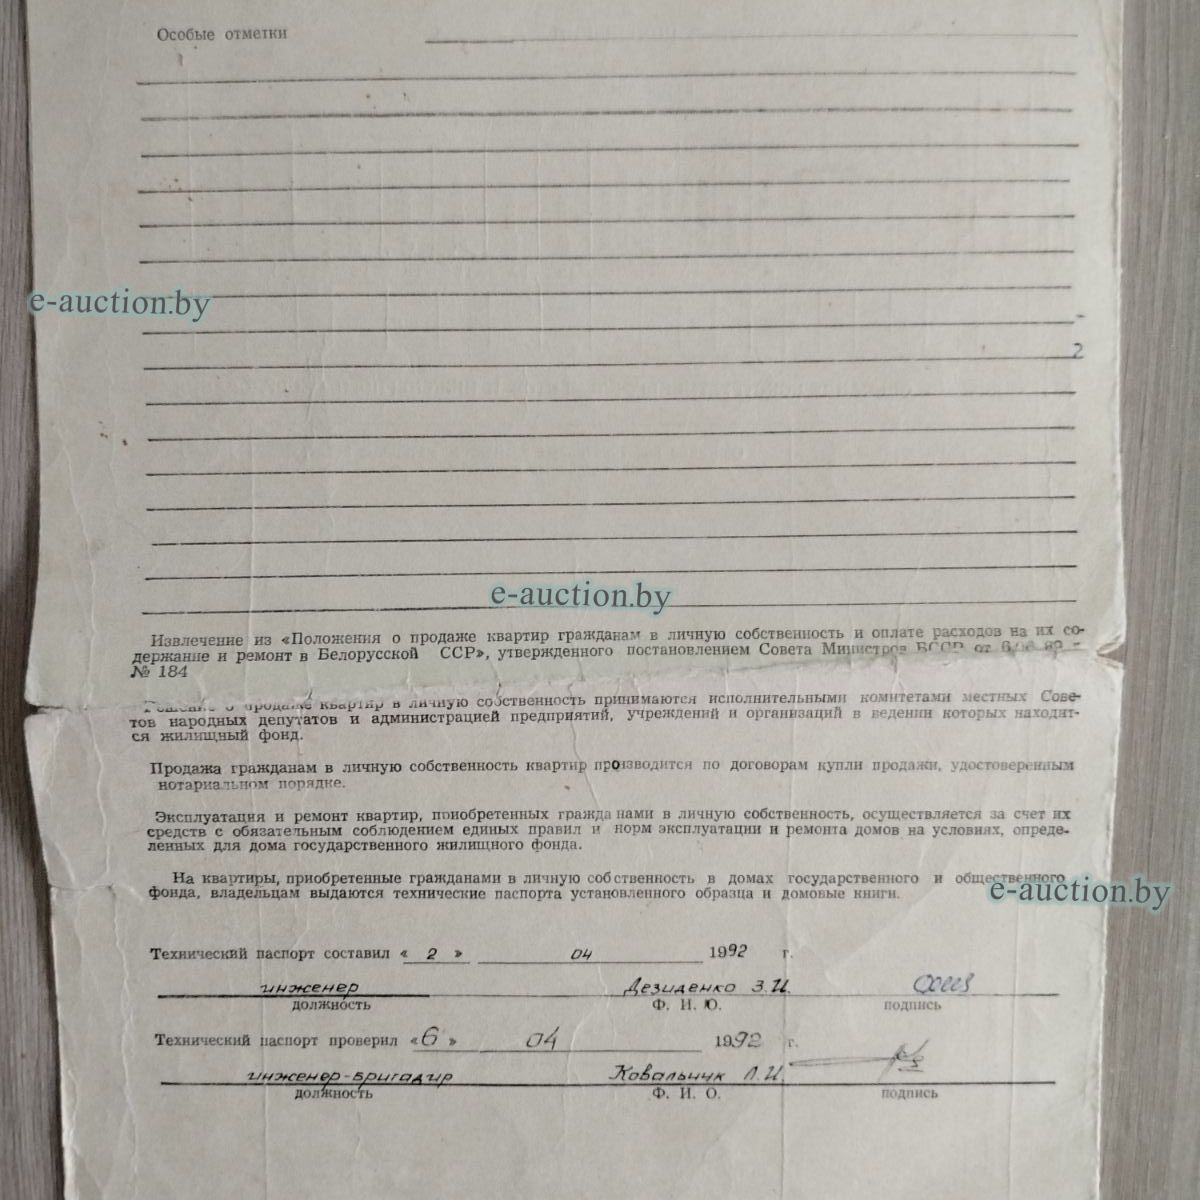 Особые отметки
e-auction.by
2
e-auction.by
Извлечение из «Положения о продаже квартир гражданам в личную собственность и оплате расходов на их со-
держание и ремонт в Белорусской ССР», утвержденного постановлением Совета Министров БССР от
№ 184
о продаже квартир в личную собственность принимаются исполнительными комитетами местных Сове-
тов народных депутатов и администрацией предприятий, учреждений и организаций в ведении которых находит-
ся жилищный фонд.
Продажа гражданам в личную собственность квартир производится по договорам купли продажи, удостоверенным
нотариальном порядке.
Эксплуатация и ремонт квартир, приобретенных гражданами в личную собственность, осуществляется за счет их
средств с обязательным соблюдением единых правил и норм эксплуатации и ремонта домов на условиях, опреде-
ленных для дома государственного жилищного фонда.
На квартиры, приобретенные гражданами в личную собственность в домах государственного и общественного
e-auction.by
фонда, владельцам выдаются технические паспорта установленного образца и домовые книги.
Технический паспорт составил « 2 » 04 1992 г.
инженер Дезиденко З.И.
должность Ф. И. О. подпись
Технический паспорт проверил «6» 04 1992 г.
инженер-бригадир Ковальчук Л.И.
должность Ф. И. О. подпись